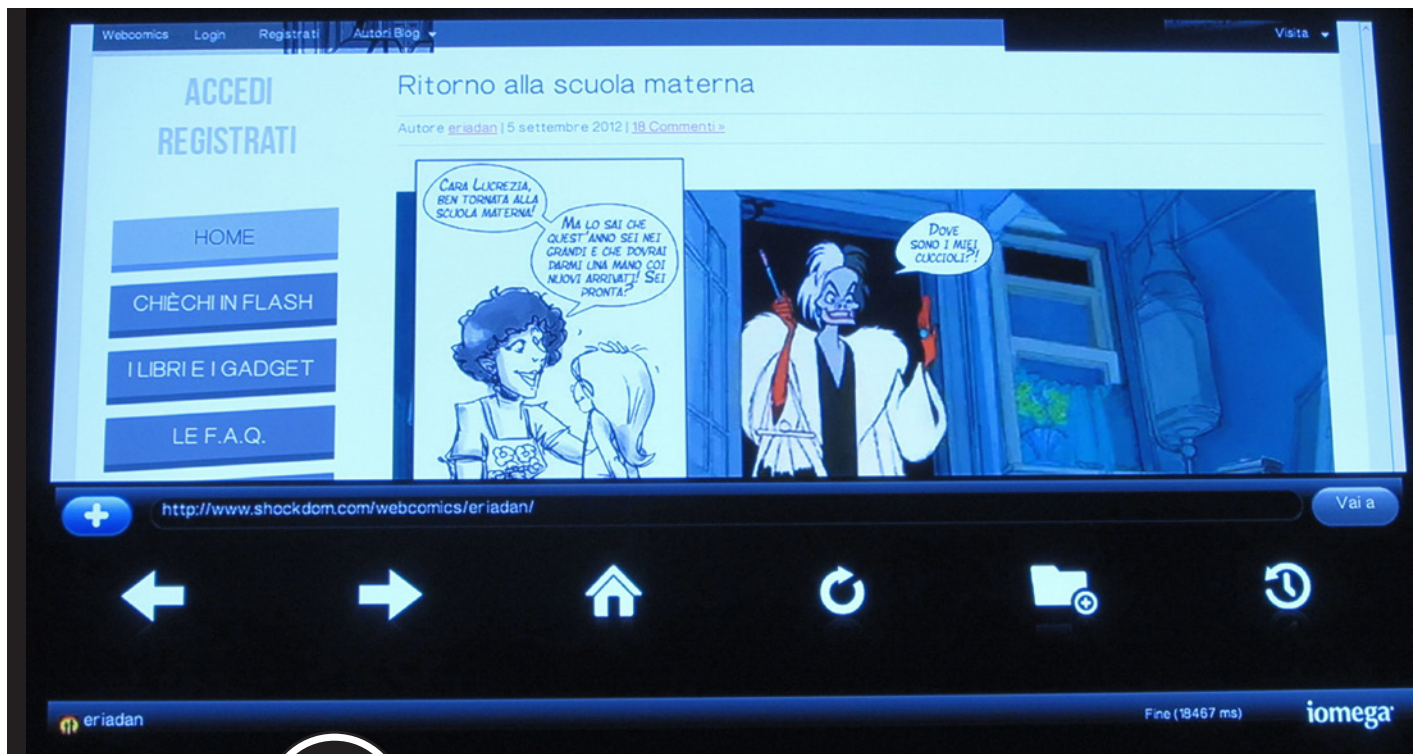 Webcomics Login Registrati Autori Blog Visita
ACCEDI
REGISTRATI
Ritorno alla scuola materna
Autore eriadan | 5 settembre 2012 | 18 Commenti »
HOME
CHIÈCHI IN FLASH
I LIBRI E I GADGET
LE F.A.Q.
CARA LUCREZIA,
BEN TORNATA ALLA
SCUOLA MATERNA!
MA LO SAI CHE
QUEST'ANNO SEI NEI
GRANDI E CHE DOVRAI
DARMI UNA MANO COI
NUOVI ARRIVATI! SEI
PRONTA?
DOVE
SONO I MIEI
CUCCIOLI?!
http://www.shockdom.com/webcomics/eriadan/
Vai a
eriadan
Fine (18467 ms)
iomega